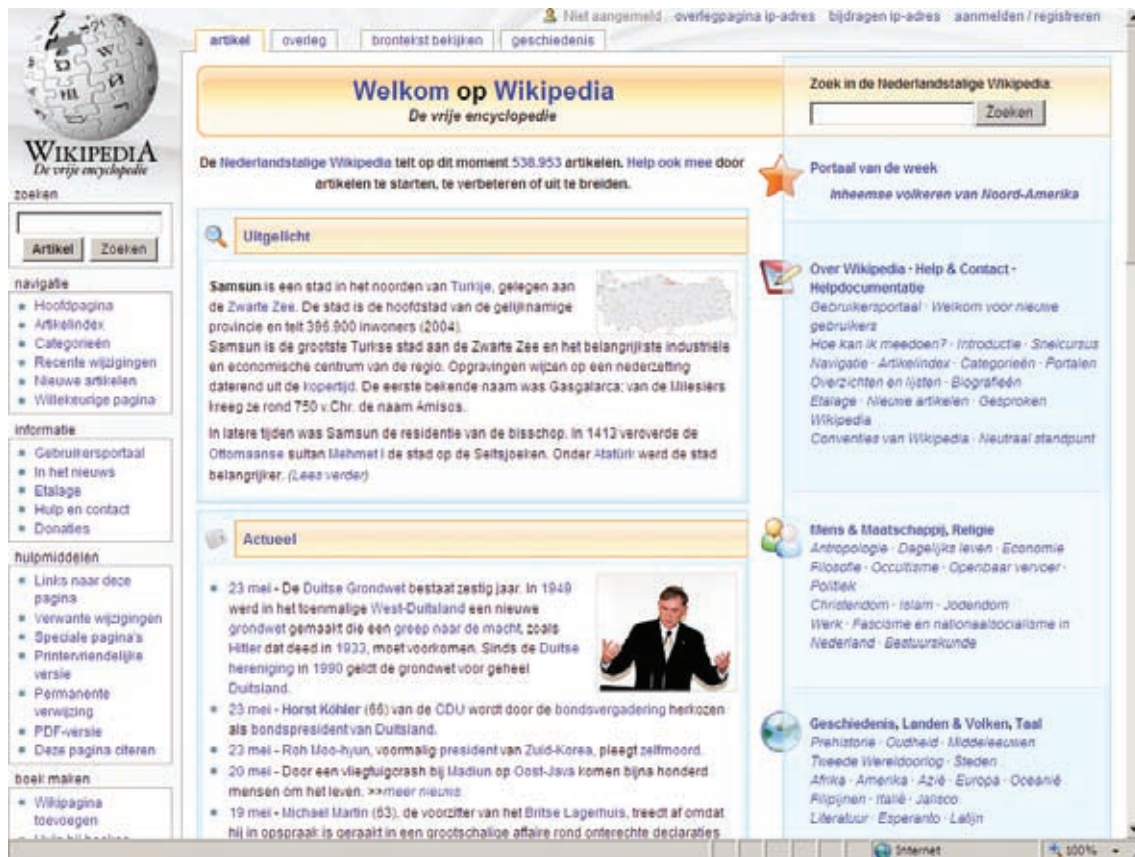 Niet aangemeld overlegpagina ip-adres bijdragen ip-adres aanmelden / registreren
artikel overleg brontekst bekijken geschiedenis
WIKIPEDIA
De vrije encyclopedie
zoeken
Artikel Zoeken
navigatie
Hoofdpagina
Artikelindex
Categorieën
Recente wijzigingen
Nieuwe artikelen
Willekeurige pagina
informatie
Gebruikersportaal
In het nieuws
Etalage
Hulp en contact
Donaties
hulpmiddelen
Links naar deze
pagina
Verwante wijzigingen
Speciale pagina's
Printervriendelijke
versie
Permanente
verwijzing
PDF-versie
Deze pagina citeren
boek maken
Wikipagina
toevoegen
Hulp bij boeken
Welkom op Wikipedia
De vrije encyclopedie
De Nederlandstalige Wikipedia telt op dit moment 538.953 artikelen. Help ook mee door
artikelen te starten, te verbeteren of uit te breiden.
Uitgelicht
Samsun is een stad in het noorden van Turkije, gelegen aan
de Zwarte Zee. De stad is de hoofdstad van de gelijknamige
provincie en telt 396.900 inwoners (2004).
Samsun is de grootste Turkse stad aan de Zwarte Zee en het belangrijkste industriële
en economische centrum van de regio. Opgravingen wijzen op een nederzetting
daterend uit de kopertijd. De eerste bekende naam was Gasgalarca; van de Milesiërs
kreeg ze rond 750 v.Chr. de naam Amisos.
In latere tijden was Samsun de residentie van de bisschop. In 1413 veroverde de
Ottomaanse sultan Mehmet I de stad op de Seltsjoeken. Onder Atatürk werd de stad
belangrijker. (Lees verder)
Actueel
23 mei - De Duitse Grondwet bestaat zestig jaar. In 1949
werd in het toenmalige West-Duitsland een nieuwe
grondwet gemaakt die een greep naar de macht, zoals
Hitler dat deed in 1933, moet voorkomen. Sinds de Duitse
hereniging in 1990 geldt de grondwet voor geheel
Duitsland.
23 mei - Horst Köhler (66) van de CDU wordt door de bondsvergadering herkozen
als bondspresident van Duitsland.
23 mei - Roh Moo-hyun, voormalig president van Zuid-Korea, pleegt zelfmoord.
20 mei - Door een vliegtuigcrash bij Madiun op Oost-Java komen bijna honderd
mensen om het leven. >>meer nieuws
19 mei - Michael Martin (63), de voorzitter van het Britse Lagerhuis, treedt af omdat
hij in opspraak is geraakt in een grootschalige affaire rond onterechte declaraties
Zoek in de Nederlandstalige Wikipedia:
Zoeken
Portaal van de week
Inheemse volkeren van Noord-Amerika
Over Wikipedia · Help & Contact ·
Helpdocumentatie
Gebruikersportaal · Welkom voor nieuwe
gebruikers
Hoe kan ik meedoen? · Introductie · Snelcursus
Navigatie · Artikelindex · Categorieën · Portalen
Overzichten en lijsten · Biografieën
Etalage · Nieuwe artikelen · Gesproken
Wikipedia
Conventies van Wikipedia · Neutraal standpunt
Mens & Maatschappij, Religie
Antropologie · Dagelijks leven · Economie
Filosofie · Occultisme · Openbaar vervoer ·
Politiek
Christendom · Islam · Jodendom
Werk · Fascisme en nationaalsocialisme in
Nederland · Bestuurskunde
Geschiedenis, Landen & Volken, Taal
Prehistorie · Oudheid · Middeleeuwen
Tweede Wereldoorlog · Steden
Afrika · Amerika · Azië · Europa · Oceanië
Filipijnen · Italië · Jalisco
Literatuur · Esperanto · Latijn
Internet 100%